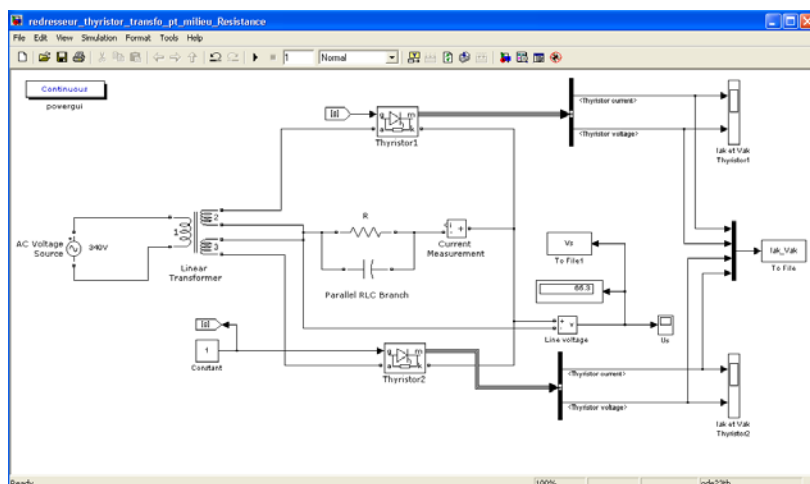 redresseur_thyristor_transfo_pt_milieu_Resistance
File Edit View Simulation Format Tools Help
1
Normal
Continuous
powergui
[g]
g m
a k
Thyristor1
<Thyristor current>
<Thyristor voltage>
Iak et Vak
Thyristor1
AC Voltage
Source
340V
1
2
3
Linear
Transformer
R
Parallel RLC Branch
i
+
-
Current
Measurement
Vs
To File1
66.9
Iak_Vak
To File
+
-
v
Line voltage
Us
[g]
1
Constant
g m
a k
Thyristor2
<Thyristor current>
<Thyristor voltage>
Iak et Vak
Thyristor2
Ready
100%
ode23tb